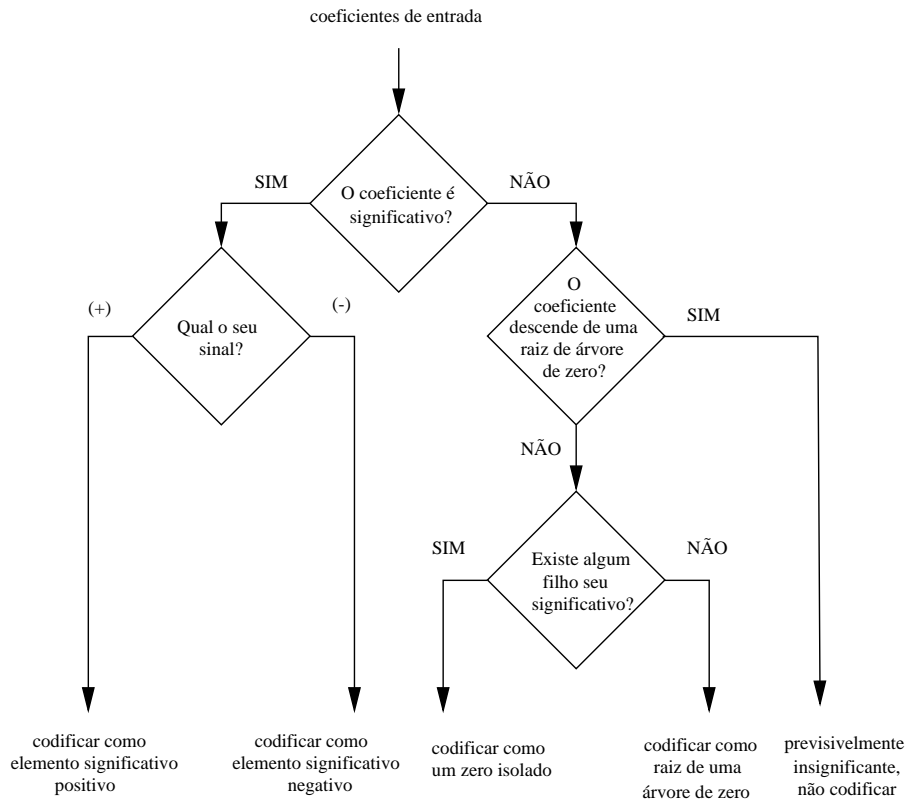 coeficientes de entrada
SIM
NÃO
O coeficiente é
significativo?
(+)
(-)
Qual o seu
sinal?
O
coeficiente
descende de uma
raiz de árvore
de zero?
SIM
NÃO
SIM
NÃO
Existe algum
filho seu
significativo?
codificar como
elemento significativo
positivo
codificar como
elemento significativo
negativo
codificar como
um zero isolado
codificar como
raiz de uma
árvore de zero
previsivelmente
insignificante,
não codificar